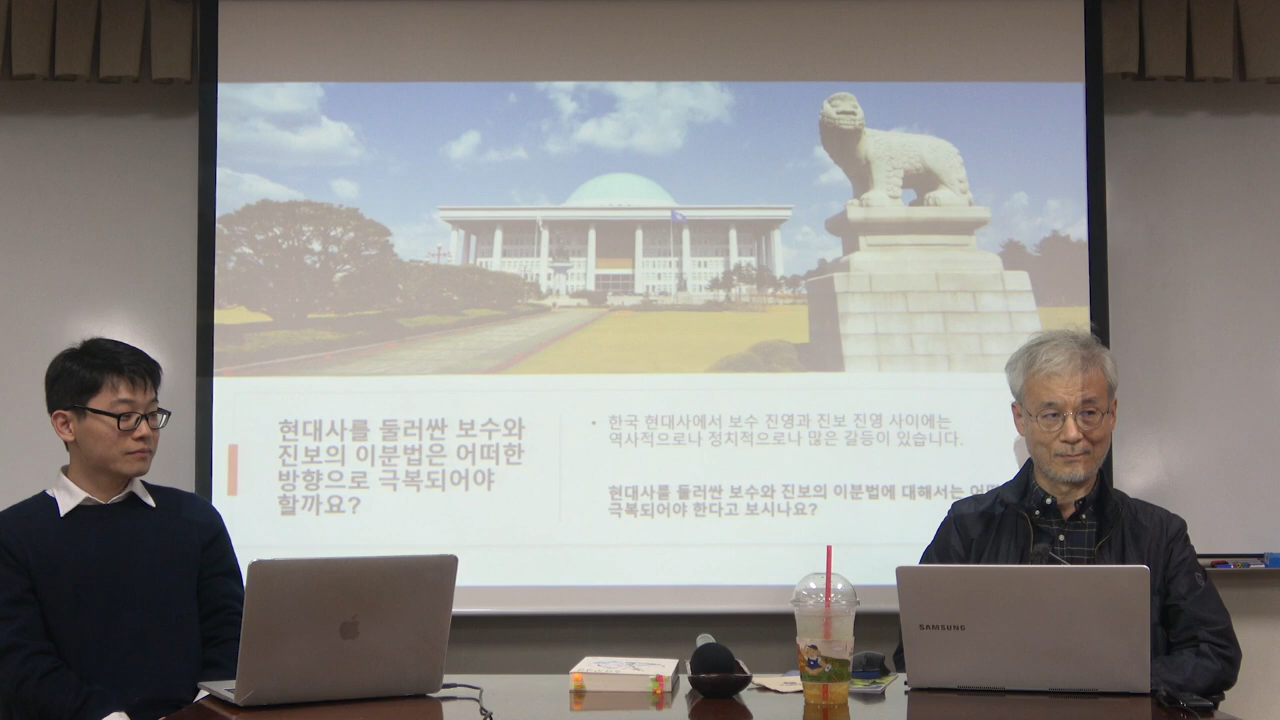 현대사를 둘러싼 보수와
진보의 이분법은 어떠한
방향으로 극복되어야
할까요?
• 한국 현대사에서 보수 진영과 진보 진영 사이에는
역사적으로나 정치적으로나 많은 갈등이 있습니다.
현대사를 둘러싼 보수와 진보의 이분법에 대해서는
극복되어야 한다고 보시나요?
SAMSUNG